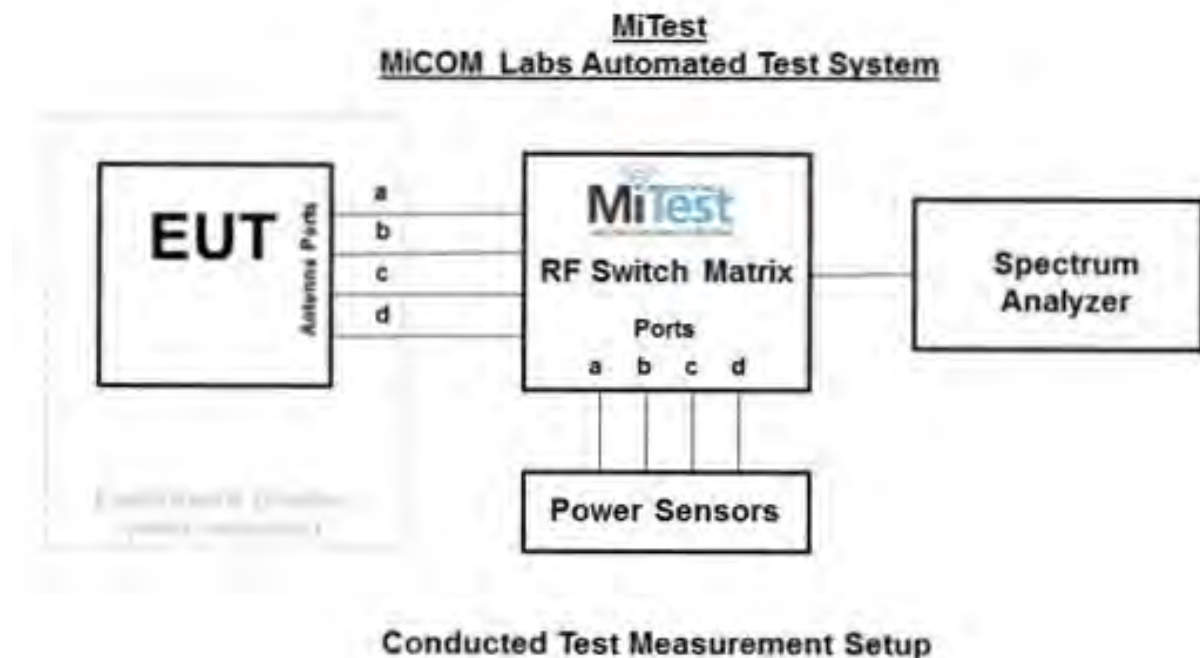 MiTest
MiCOM Labs Automated Test System
EUT
Antenna Ports
a
b
c
d
MiTest
RF Switch Matrix
Ports
a b c d
Spectrum
Analyzer
Power Sensors
Conducted Test Measurement Setup